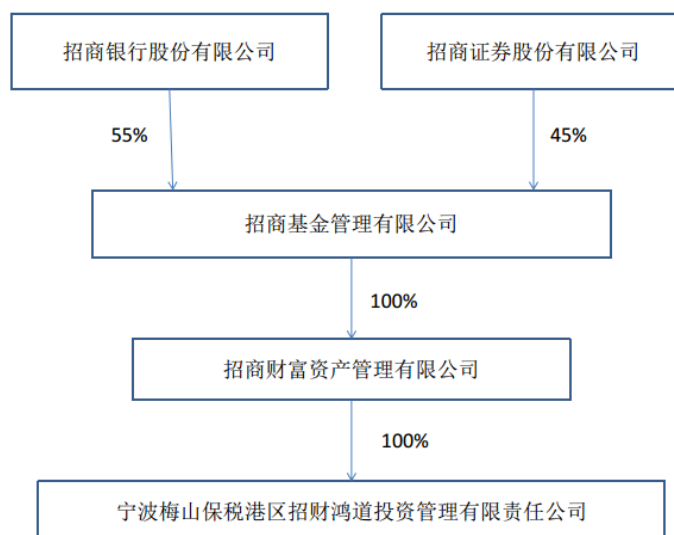 招商银行股份有限公司
招商证券股份有限公司
55%
45%
招商基金管理有限公司
100%
招商财富资产管理有限公司
100%
宁波梅山保税港区招财鸿道投资管理有限责任公司